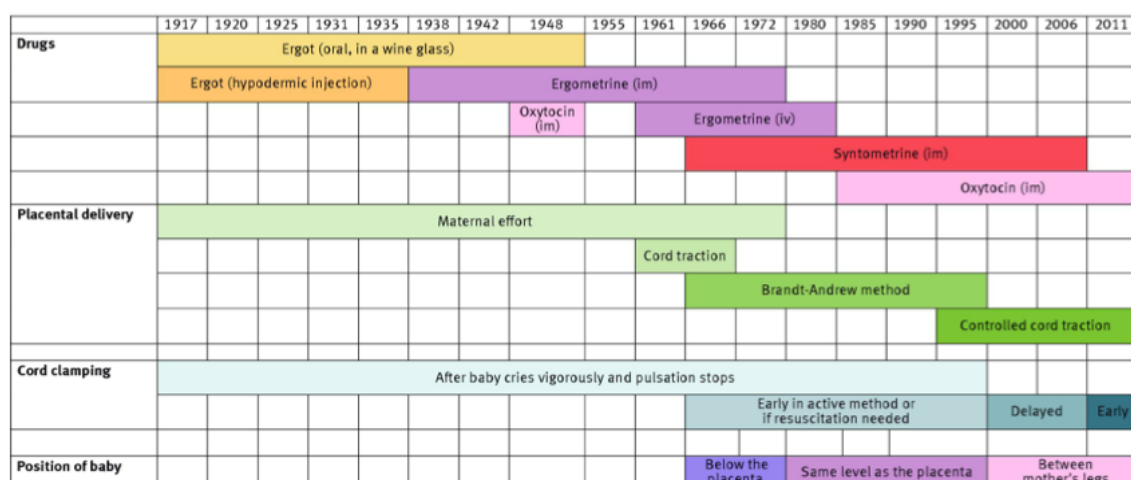 1917 1920 1925 1931 1935 1938 1942 1948 1955 1961 1966 1972 1980 1985 1990 1995 2000 2006 2011
Drugs
Ergot (oral, in a wine glass)
Ergot (hypodermic injection) Ergometrine (im)
Oxytocin
(im)
Ergometrine (iv)
Syntometrine (im)
Oxytocin (im)
Placental delivery
Maternal effort
Cord traction
Brandt-Andrew method
Controlled cord traction
Cord clamping
After baby cries vigorously and pulsation stops
Early in active method or
if resuscitation needed
Delayed
Early
Position of baby
Below the
placenta
Same level as the placenta
Between
mother's legs